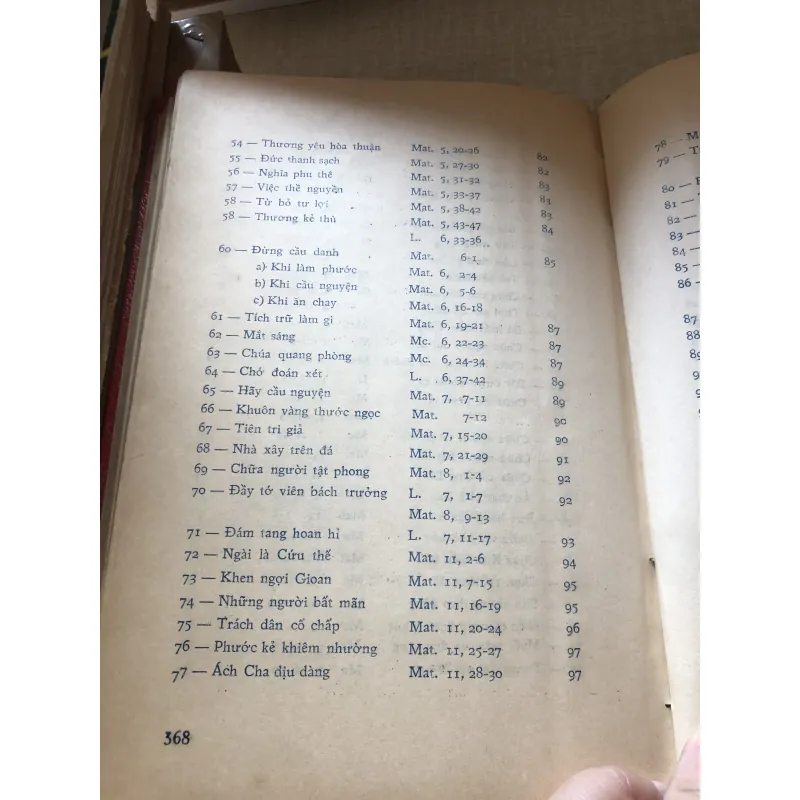 54 — Thương yêu hòa thuận Mat. 5, 20-26 82
55 — Đức thanh sạch Mat. 5, 27-30 82
56 — Nghĩa phu thê Mat. 5, 31-32 83
57 — Việc thề nguyền Mat. 5, 33-37 83
58 — Từ bỏ tư lợi Mat. 5, 38-42 83
58 — Thương kẻ thù Mat. 5, 43-47 84
L. 6, 33-36
60 — Đừng cầu danh Mat. 6-1 85
a) Khi làm phước Mat. 6, 2-4
b) Khi cầu nguyện Mat. 6, 5-6
c) Khi ăn chay Mat. 6, 16-18
61 — Tích trữ làm gì Mat. 6, 19-21 87
62 — Mắt sáng Mc. 6, 22-23 87
63 — Chúa quang phòng Mc. 6, 24-34 87
64 — Chớ đoán xét L. 6, 37-42 89
65 — Hãy cầu nguyện Mat. 7, 7-11 89
66 — Khuôn vàng thước ngọc Mat. 7-12 90
67 — Tiên tri giả Mat. 7, 15-20 90
68 — Nhà xây trên đá Mat. 7, 21-29 91
69 — Chữa người tật phong Mat. 8, 1-4 92
70 — Đầy tớ viên bách trưởng L. 7, 1-7 92
Mat. 8, 9-13
71 — Đám tang hoan hỉ L. 7, 11-17 93
72 — Ngài là Cứu thế Mat. 11, 2-6 94
73 — Khen ngợi Gioan Mat. 11, 7-15 95
74 — Những người bất mãn Mat. 11, 16-19 95
75 — Trách dân cố chấp Mat. 11, 20-24 96
76 — Phước kẻ khiêm nhường Mat. 11, 25-27 97
77 — Ách Cha dịu dàng Mat. 11, 28-30 97
368
78 —
79 —
80 —
81 —
82 —
83 —
84 —
85 —
86 —
87
88